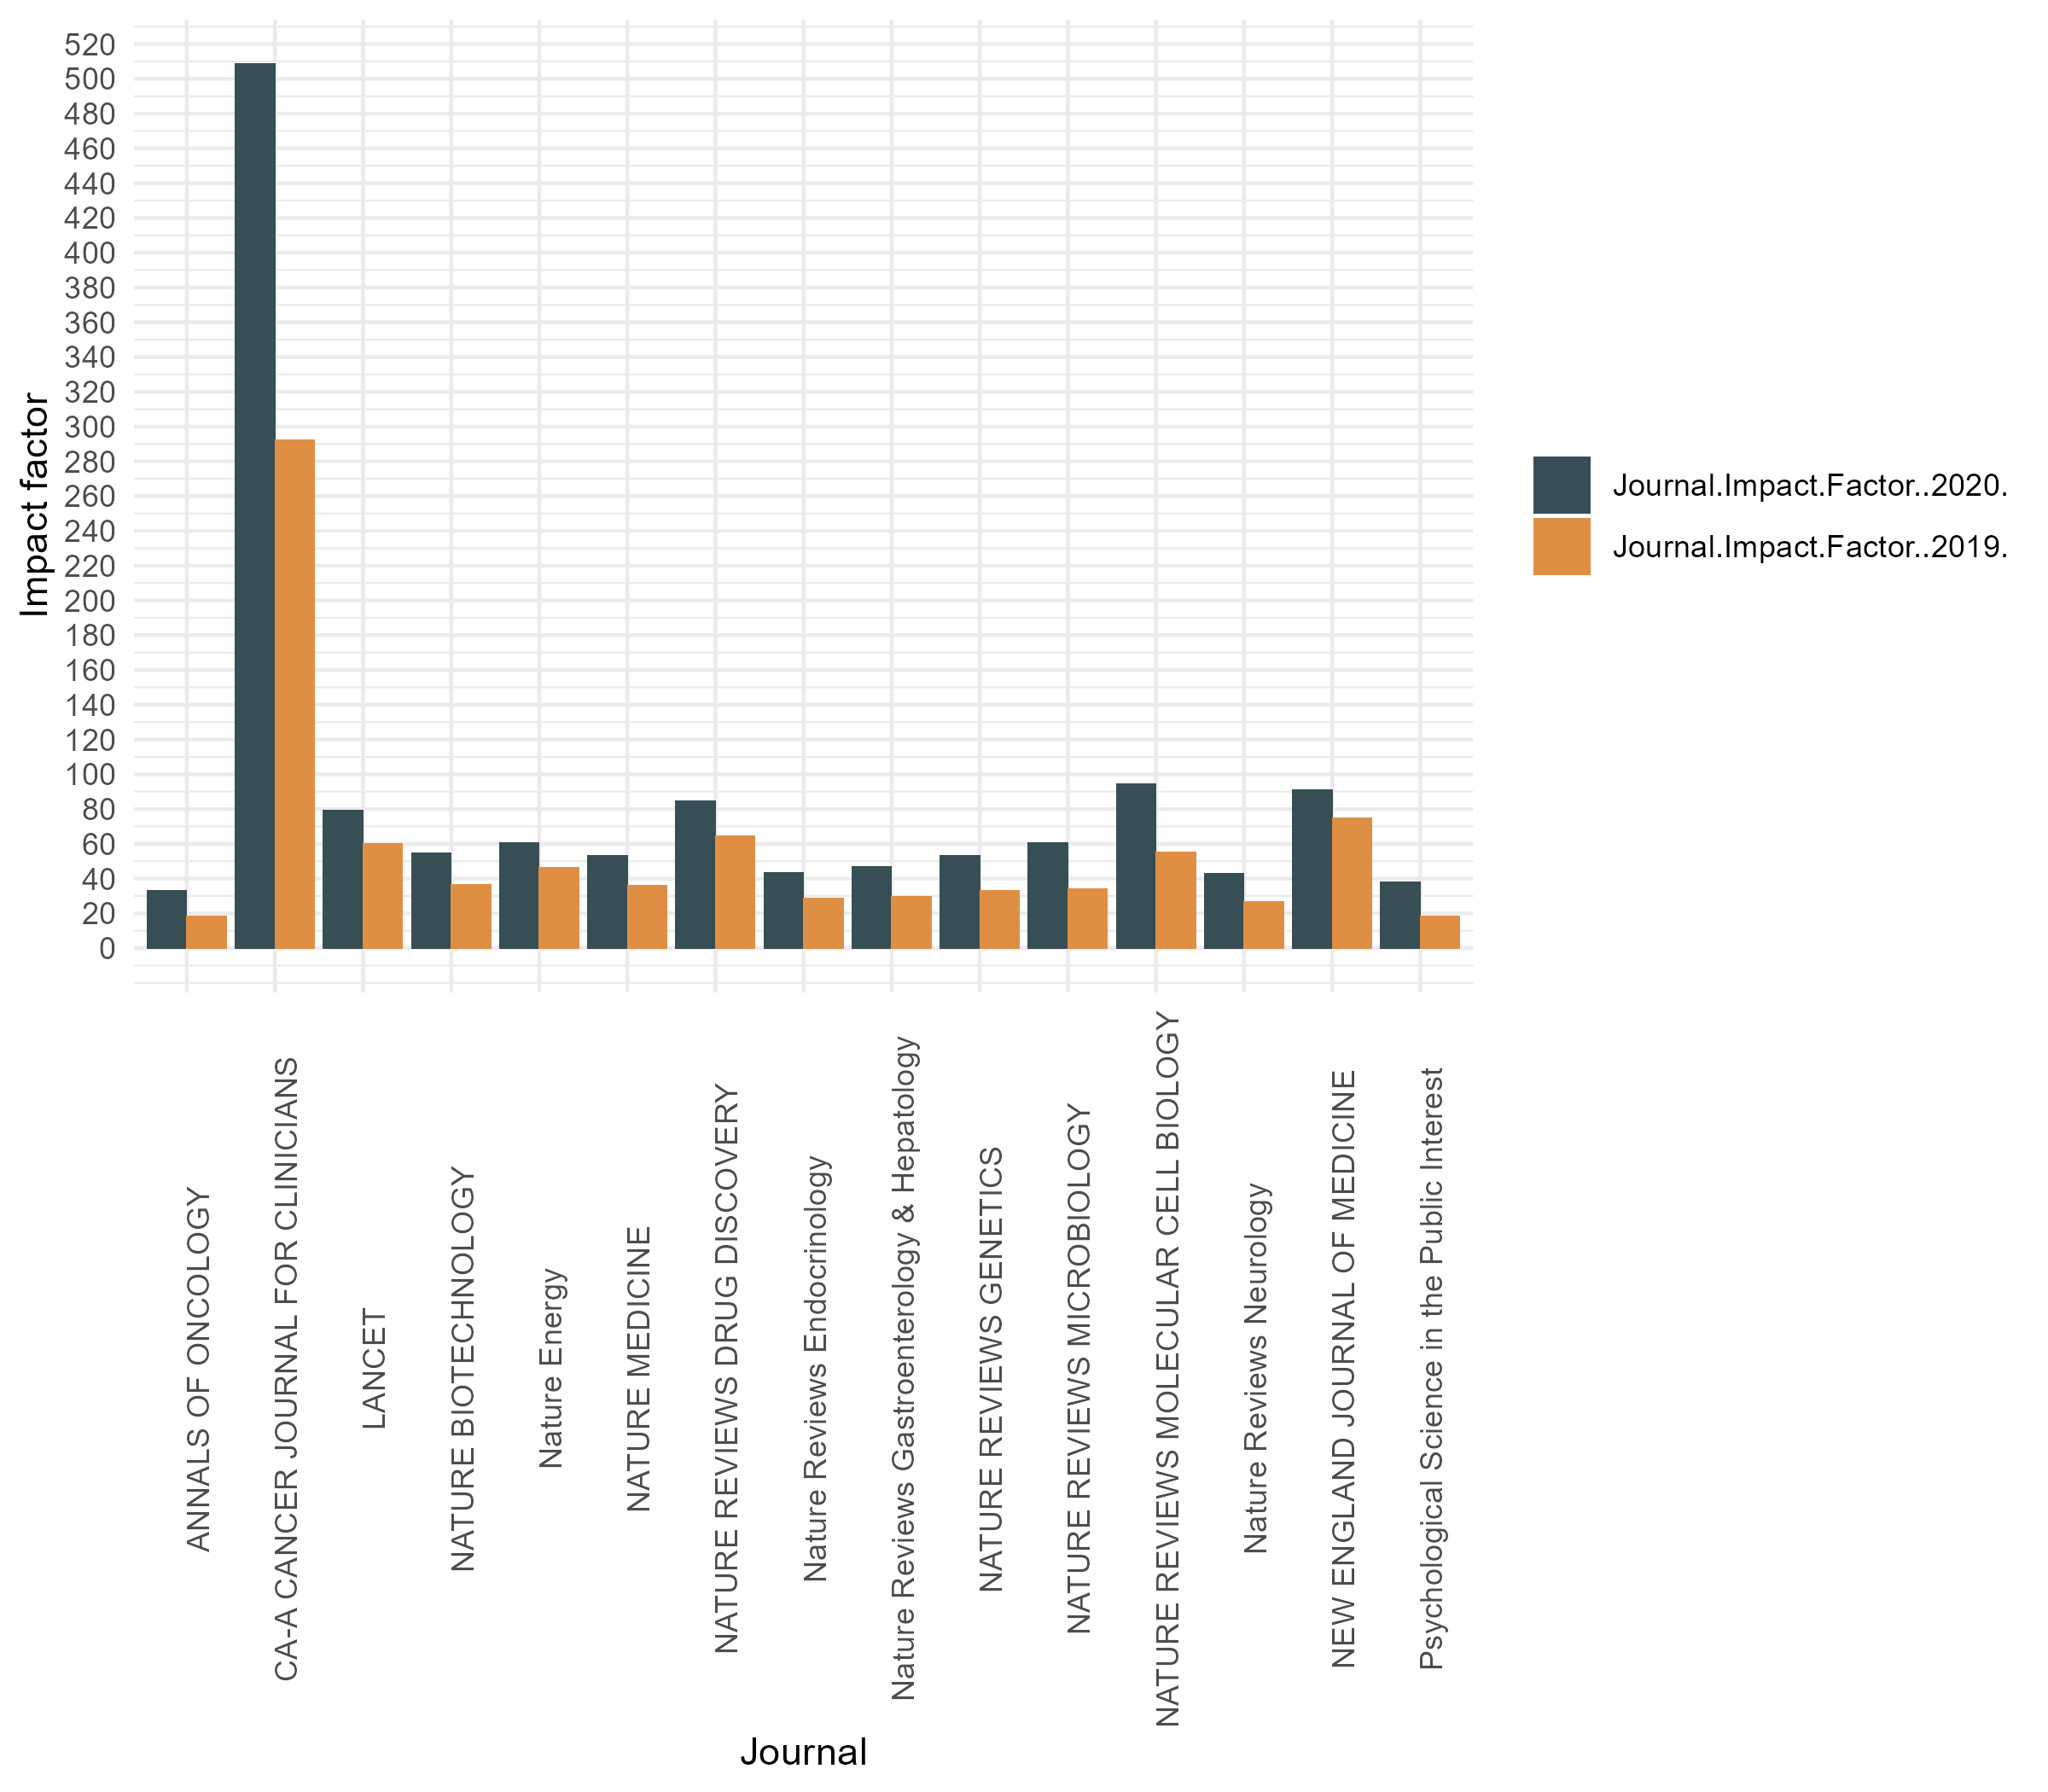 Impact factor
520
500
480
460
440
420
400
380
360
340
320
300
280
260
240
220
200
180
160
140
120
100
80
60
40
20
0
ANNALS OF ONCOLOGY
CA-A CANCER JOURNAL FOR CLINICIANS
LANCET
NATURE BIOTECHNOLOGY
Nature Energy
NATURE MEDICINE
NATURE REVIEWS DRUG DISCOVERY
Nature Reviews Endocrinology
Nature Reviews Gastroenterology & Hepatology
NATURE REVIEWS GENETICS
NATURE REVIEWS MICROBIOLOGY
NATURE REVIEWS MOLECULAR CELL BIOLOGY
Nature Reviews Neurology
NEW ENGLAND JOURNAL OF MEDICINE
Psychological Science in the Public Interest
Journal
Journal.Impact.Factor..2020.
Journal.Impact.Factor..2019.